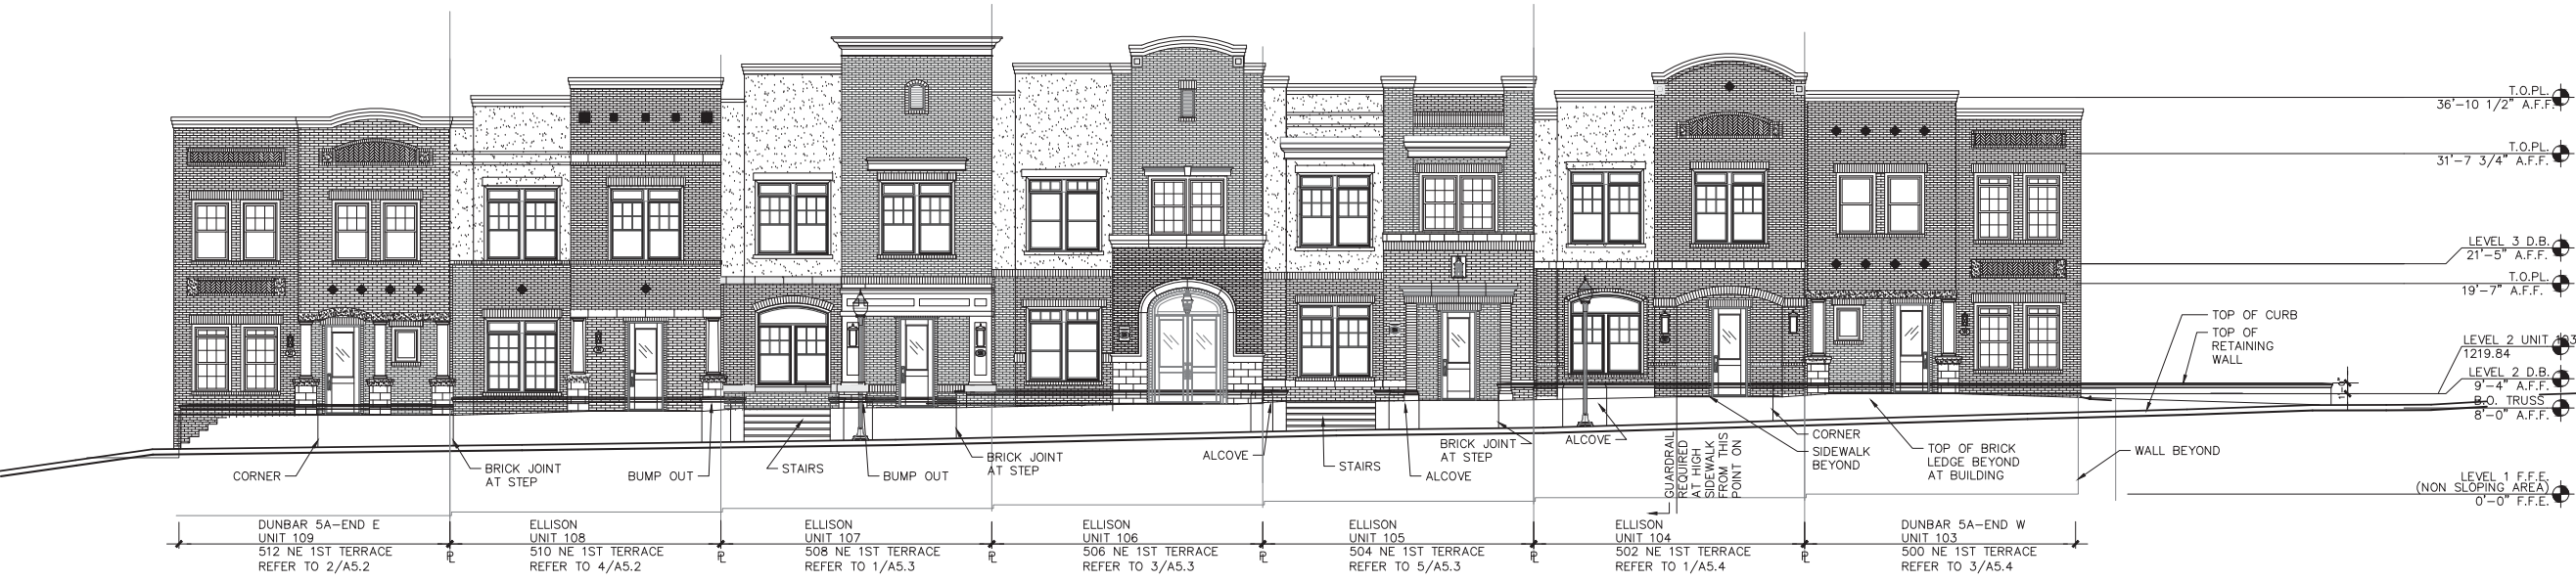 T.O.PL.
36'-10 1/2" A.F.F.
T.O.PL.
31'-7 3/4" A.F.F.
LEVEL 3 D.B.
21'-5" A.F.F.
T.O.PL.
19'-7" A.F.F.
TOP OF CURB
TOP OF
RETAINING
WALL
LEVEL 2 UNIT 103
1219.84
LEVEL 2 D.B.
9'-4" A.F.F.
B.O. TRUSS
8'-0" A.F.F.
LEVEL 1 F.F.E.
(NON SLOPING AREA)
0'-0" F.F.E.
CORNER
BRICK JOINT
AT STEP
BUMP OUT
STAIRS
BUMP OUT
BRICK JOINT
AT STEP
ALCOVE
STAIRS
ALCOVE
BRICK JOINT
AT STEP
ALCOVE
GUARDRAIL
REQUIRED
AT HIGH
SIDEWALK
FROM THIS
POINT ON
CORNER
SIDEWALK
BEYOND
TOP OF BRICK
LEDGE BEYOND
AT BUILDING
WALL BEYOND
DUNBAR 5A-END E
UNIT 109
512 NE 1ST TERRACE
REFER TO 2/A5.2
ELLISON
UNIT 108
510 NE 1ST TERRACE
REFER TO 4/A5.2
ELLISON
UNIT 107
508 NE 1ST TERRACE
REFER TO 1/A5.3
ELLISON
UNIT 106
506 NE 1ST TERRACE
REFER TO 3/A5.3
ELLISON
UNIT 105
504 NE 1ST TERRACE
REFER TO 5/A5.3
ELLISON
UNIT 104
502 NE 1ST TERRACE
REFER TO 1/A5.4
DUNBAR 5A-END W
UNIT 103
500 NE 1ST TERRACE
REFER TO 3/A5.4